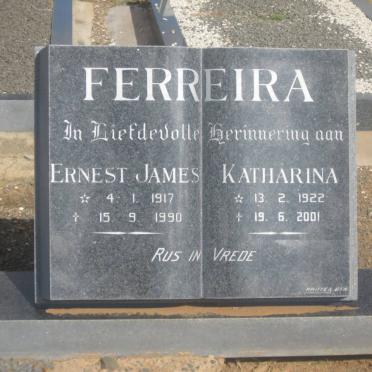 FERREIRA
In Liefdevolle Herinnering aan
ERNEST JAMES KATHARINA
☆ 4. 1. 1917 ☆ 13. 2. 1922
† 15. 9. 1990 † 19. 6. 2001
RUS IN VREDE